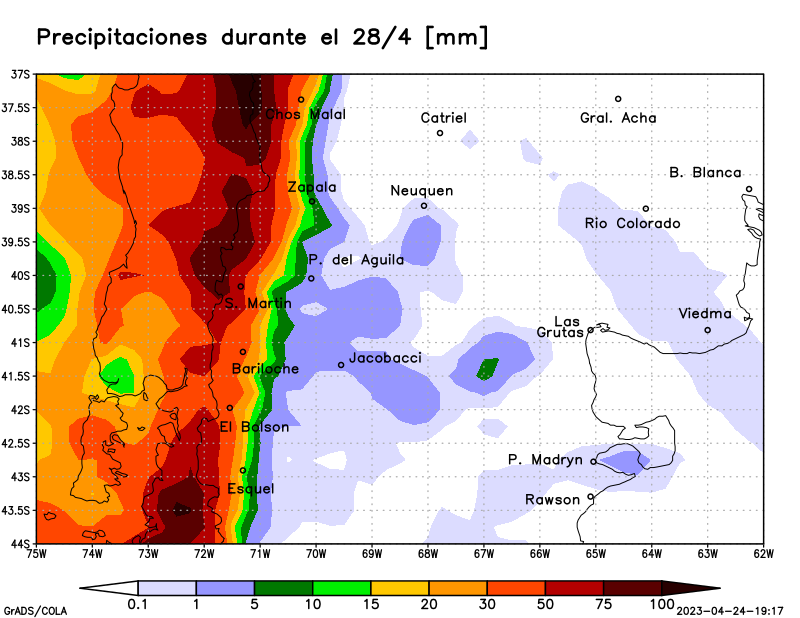 Precipitaciones durante el 28/4 [mm]
37S
37.5S
Chos Malal
Catriel
Gral. Acha
38S
38.5S
B. Blanca
Zapala
Neuquen
39S
Rio Colorado
39.5S
P. del Aguila
40S
S. Martin
40.5S
Viedma
Las
Grutas
41S
Jacobacci
Bariloche
41.5S
42S
El Bolson
42.5S
P. Madryn
43S
Esquel
Rawson
43.5S
44S
75W 74W 73W 72W 71W 70W 69W 68W 67W 66W 65W 64W 63W 62W
0.1 1 5 10 15 20 30 50 75 100
GrADS/COLA
2023-04-24-19:17